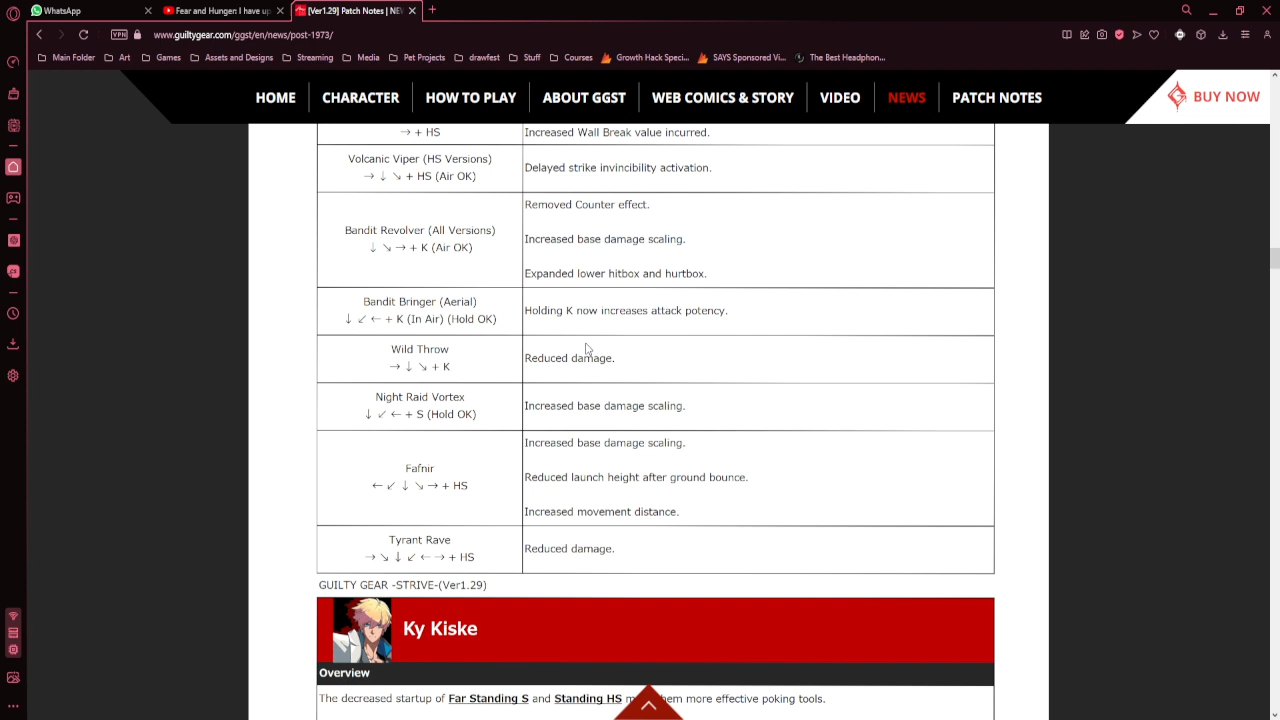 WhatsApp
Fear and Hunger: I have up
[Ver1.29] Patch Notes | NE
VPN
www.guiltygear.com/ggst/en/news/post-1973/
Main Folder
Art
Games
Assets and Designs
Streaming
Media
Pet Projects
drawfest
Stuff
Courses
Growth Hack Speci...
SAYS Sponsored Vi...
The Best Headphon...
HOME
CHARACTER
HOW TO PLAY
ABOUT GGST
WEB COMICS & STORY
VIDEO
NEWS
PATCH NOTES
BUY NOW
→ + HS
Increased Wall Break value incurred.
Volcanic Viper (HS Versions)
→ ↓ ↘ + HS (Air OK)
Delayed strike invincibility activation.
Bandit Revolver (All Versions)
↓ ↘ → + K (Air OK)
Removed Counter effect.
Increased base damage scaling.
Expanded lower hitbox and hurtbox.
Bandit Bringer (Aerial)
↓ ↙ ← + K (In Air) (Hold OK)
Holding K now increases attack potency.
Wild Throw
→ ↓ ↘ + K
Reduced damage.
Night Raid Vortex
↓ ↙ ← + S (Hold OK)
Increased base damage scaling.
Fafnir
← ↙ ↓ ↘ → + HS
Increased base damage scaling.
Reduced launch height after ground bounce.
Increased movement distance.
Tyrant Rave
→ ↘ ↓ ↙ ← → + HS
Reduced damage.
GUILTY GEAR -STRIVE-(Ver1.29)
Ky Kiske
Overview
The decreased startup of Far Standing S and Standing HS m hem more effective poking tools.